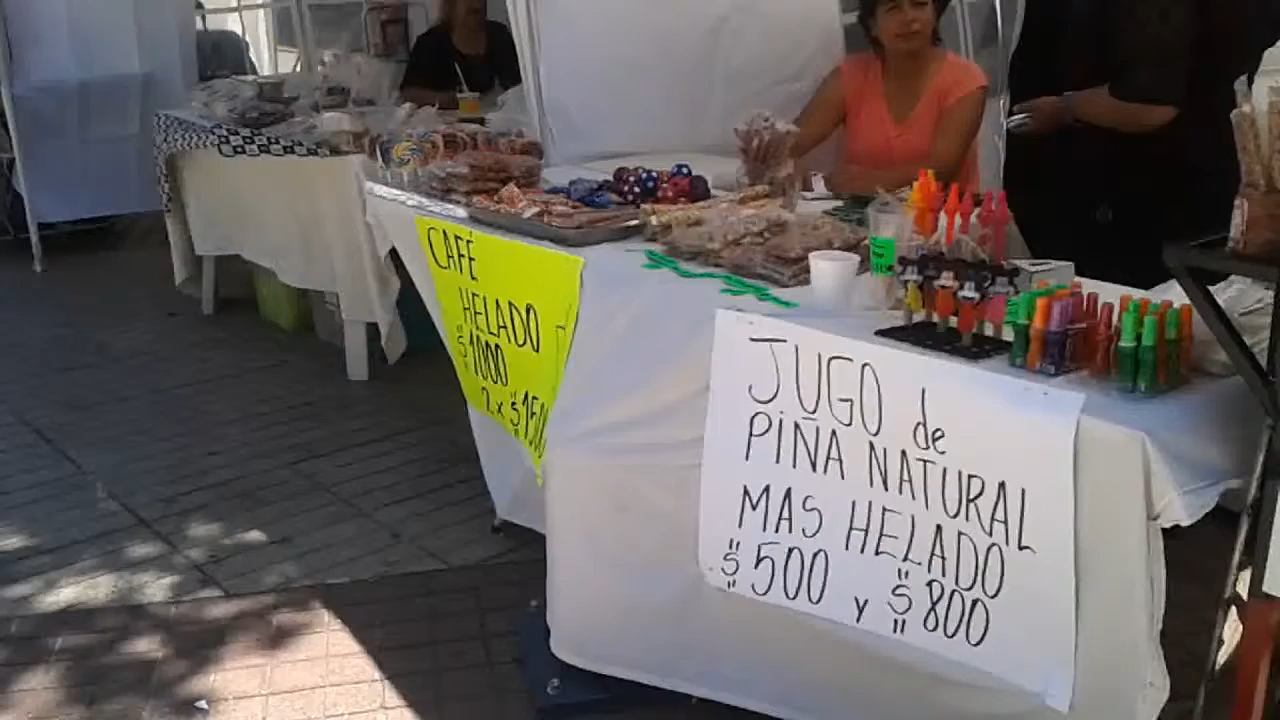 CAFÉ
HELADO
$1000
2 x $1500
JUGO de
PIÑA NATURAL
MAS HELADO
$500 y $800